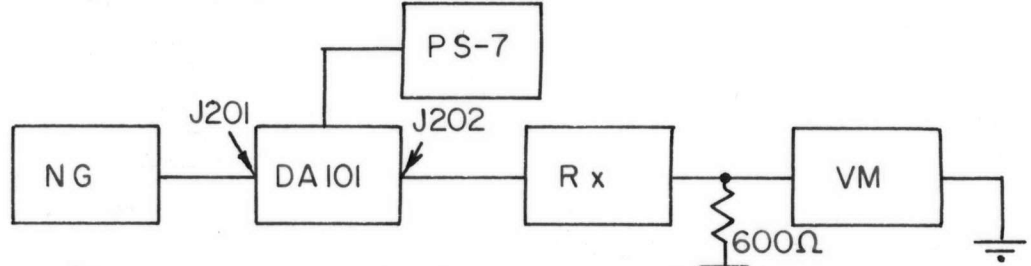 PS-7
J201
J202
NG
DA101
Rx
VM
600Ω